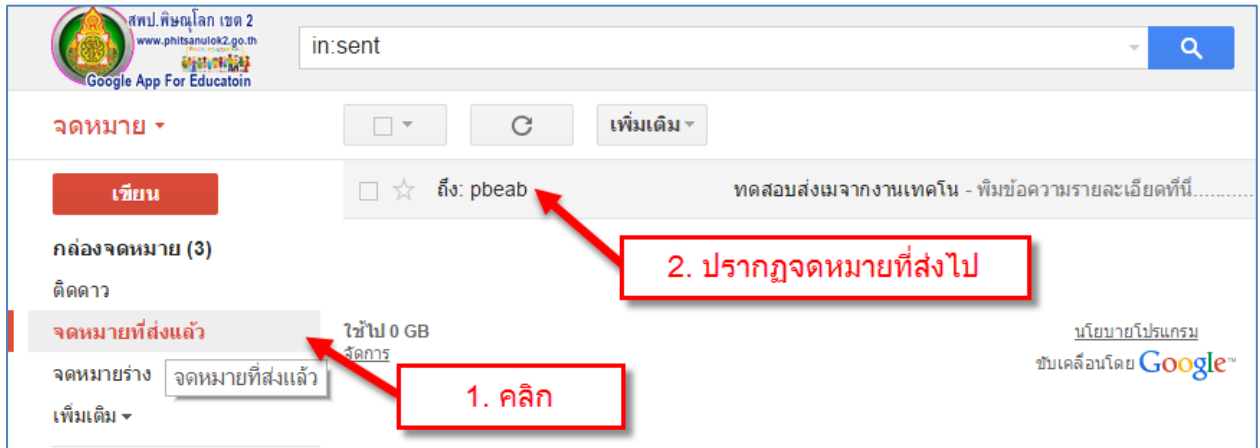 สพป.พิษณุโลก เขต 2
www.phitsanulok2.go.th
Google App For Educatoin
in:sent
จดหมาย
เพิ่มเติม
เขียน
ถึง: pbeab
ทดสอบส่งเมจากงานเทคโน - พิมข้อความรายละเอียดที่นี่...........
กล่องจดหมาย (3)
2. ปรากฏจดหมายที่ส่งไป
ติดดาว
จดหมายที่ส่งแล้ว
ใช้ไป 0 GB
จัดการ
นโยบายโปรแกรม
ขับเคลื่อนโดย Google™
จดหมายร่าง
จดหมายที่ส่งแล้ว
1. คลิก
เพิ่มเติม